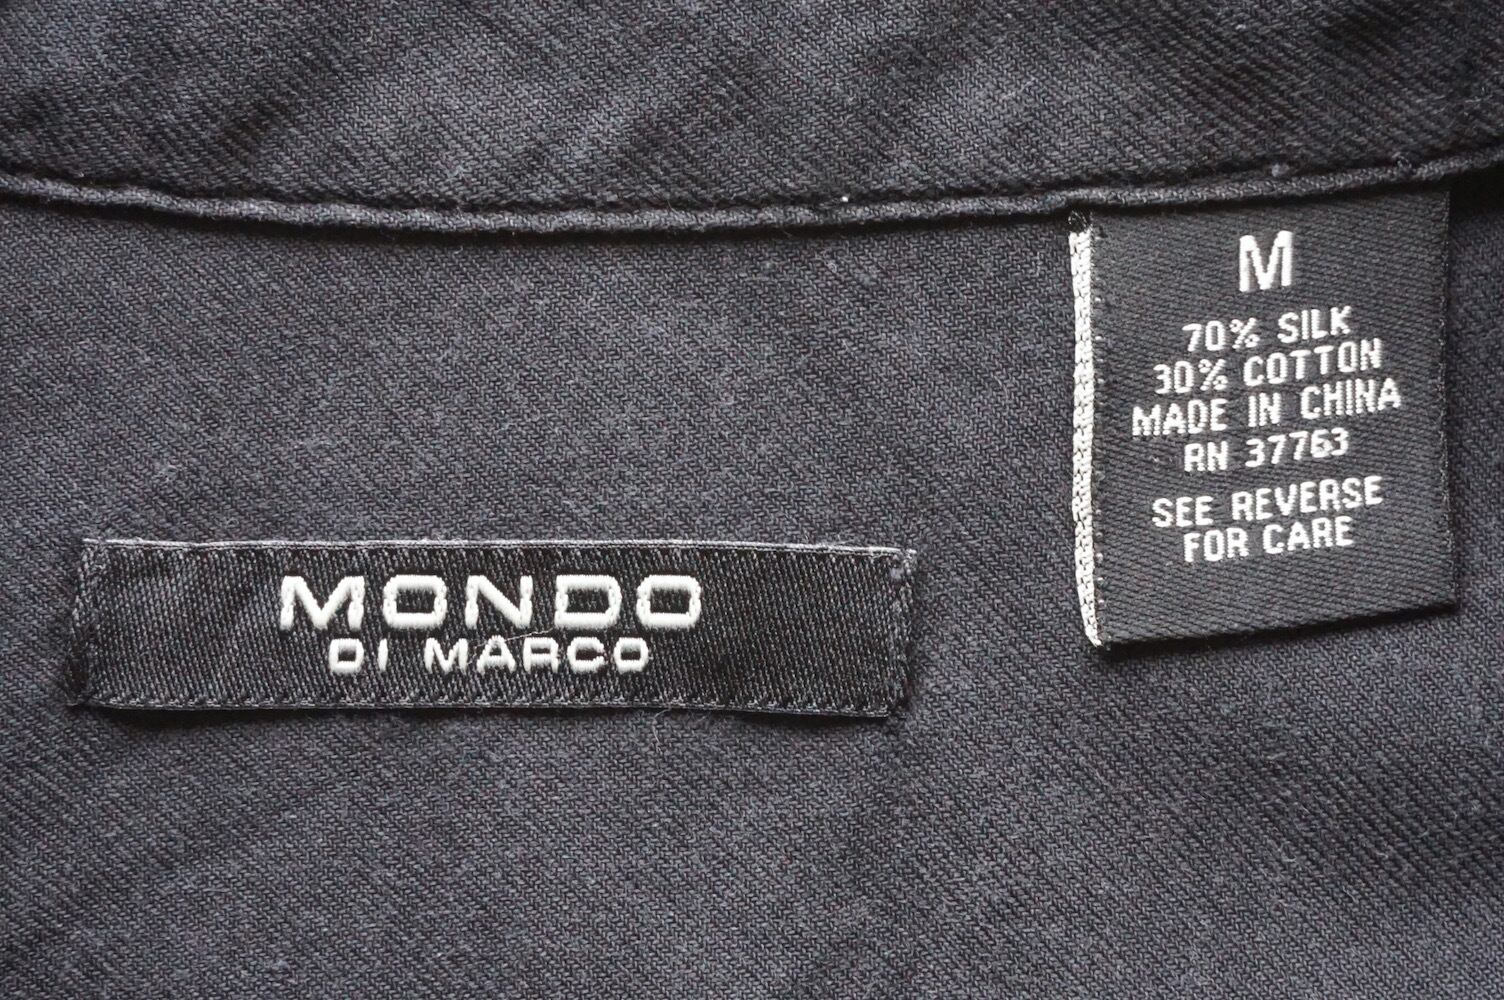 MONDO
DI MARCO
M
70% SILK
30% COTTON
MADE IN CHINA
RN 37763
SEE REVERSE
FOR CARE